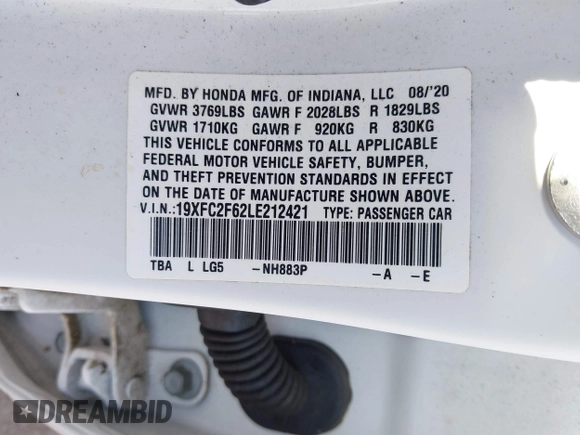 MFD. BY HONDA MFG. OF INDIANA, LLC 08/'20
GVWR 3769LBS GAWR F 2028LBS R 1829LBS
GVWR 1710KG GAWR F 920KG R 830KG
THIS VEHICLE CONFORMS TO ALL APPLICABLE
FEDERAL MOTOR VEHICLE SAFETY, BUMPER,
AND THEFT PREVENTION STANDARDS IN EFFECT
ON THE DATE OF MANUFACTURE SHOWN ABOVE.
V.I.N.:19XFC2F62LE212421 TYPE: PASSENGER CAR
TBA L LG5 -NH883P -A -E
DREAMBID